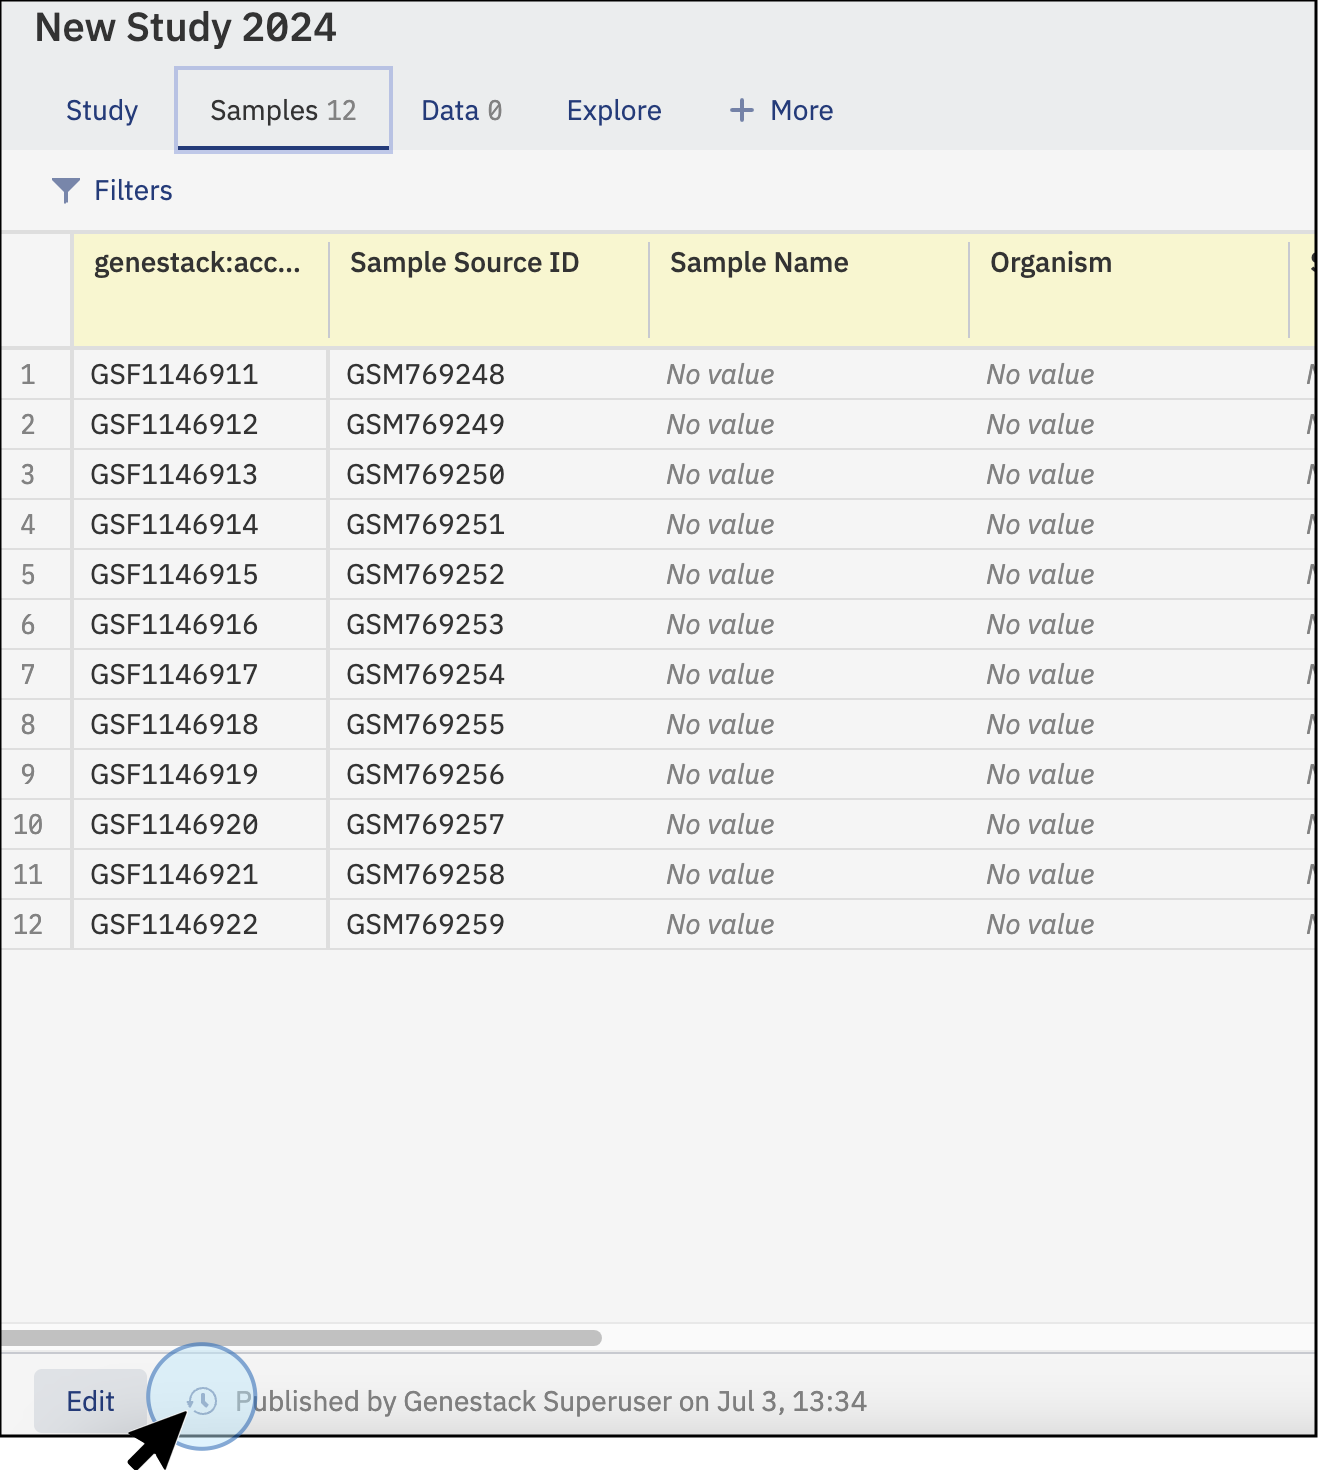 New Study 2024
Study Samples 12 Data 0 Explore + More
Filters
genestack:acc... Sample Source ID Sample Name Organism
1 GSF1146911 GSM769248 No value No value
2 GSF1146912 GSM769249 No value No value
3 GSF1146913 GSM769250 No value No value
4 GSF1146914 GSM769251 No value No value
5 GSF1146915 GSM769252 No value No value
6 GSF1146916 GSM769253 No value No value
7 GSF1146917 GSM769254 No value No value
8 GSF1146918 GSM769255 No value No value
9 GSF1146919 GSM769256 No value No value
10 GSF1146920 GSM769257 No value No value
11 GSF1146921 GSM769258 No value No value
12 GSF1146922 GSM769259 No value No value
Edit Published by Genestack Superuser on Jul 3, 13:34